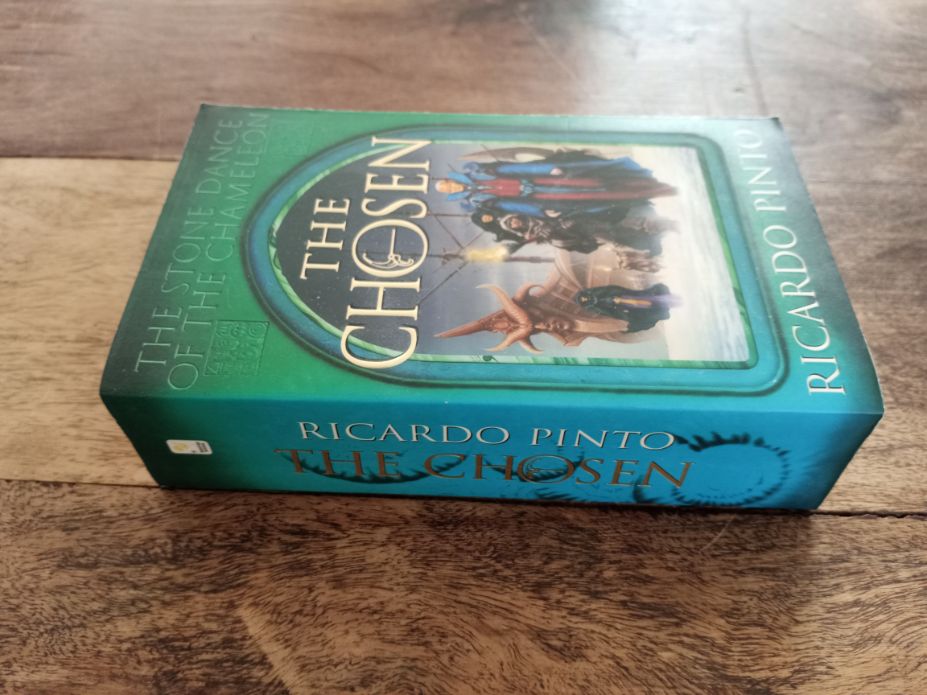 THE STONE DANCE
OF THE CHAMELEON
THE
CHOSEN
RICARDO PINTO
RICARDO PINTO
THE CHOSEN